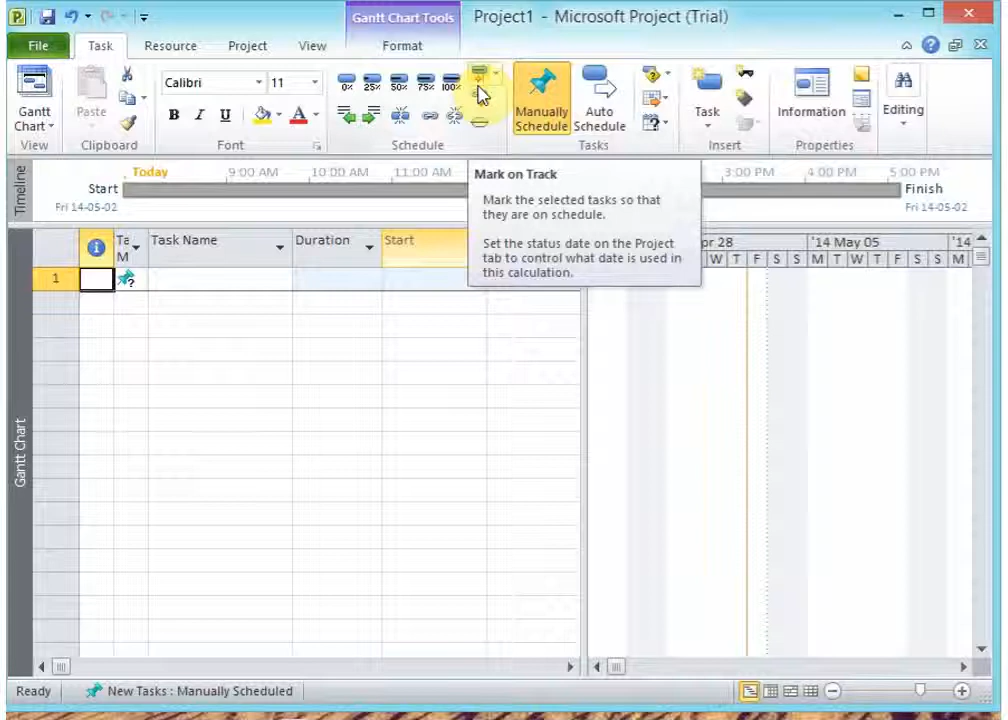 Gantt Chart Tools
Project1 - Microsoft Project (Trial)
File
Task
Resource
Project
View
Format
Calibri
11
0%
25%
50%
75%
100%
B
I
U
A
Gantt
Chart
Paste
Manually
Schedule
Auto
Schedule
Task
Information
Editing
View
Clipboard
Font
Schedule
Tasks
Insert
Properties
Timeline
Today
9:00 AM
10:00 AM
11:00 AM
3:00 PM
4:00 PM
5:00 PM
Start
Fri 14-05-02
Finish
Fri 14-05-02
Mark on Track
Mark the selected tasks so that
they are on schedule.
Set the status date on the Project
tab to control what date is used in
this calculation.
Ta
M
Task Name
Duration
Start
pr 28
'14 May 05
'14
W T F S S M T W T F S S M
1
Gantt Chart
Ready
New Tasks : Manually Scheduled